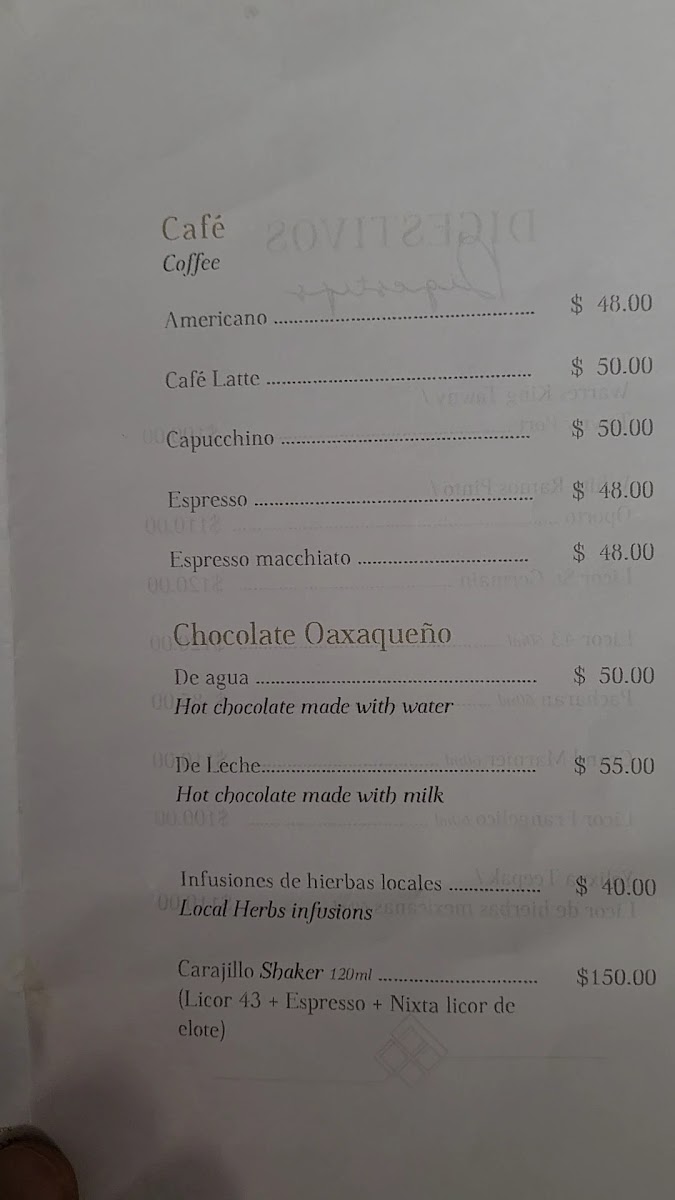 Café
Coffee
Americano ........................................................ $ 48.00
Café Latte ........................................................ $ 50.00
Capucchino ..................................................... $ 50.00
Espresso ........................................................... $ 48.00
Espresso macchiato ................................... $ 48.00
Chocolate Oaxaqueño
De agua ............................................................ $ 50.00
Hot chocolate made with water
De Leche.......................................................... $ 55.00
Hot chocolate made with milk
Infusiones de hierbas locales ................... $ 40.00
Local Herbs infusions
Carajillo Shaker 120ml ................................. $150.00
(Licor 43 + Espresso + Nixta licor de
elote)
DIGESTIVOS
Digestifs